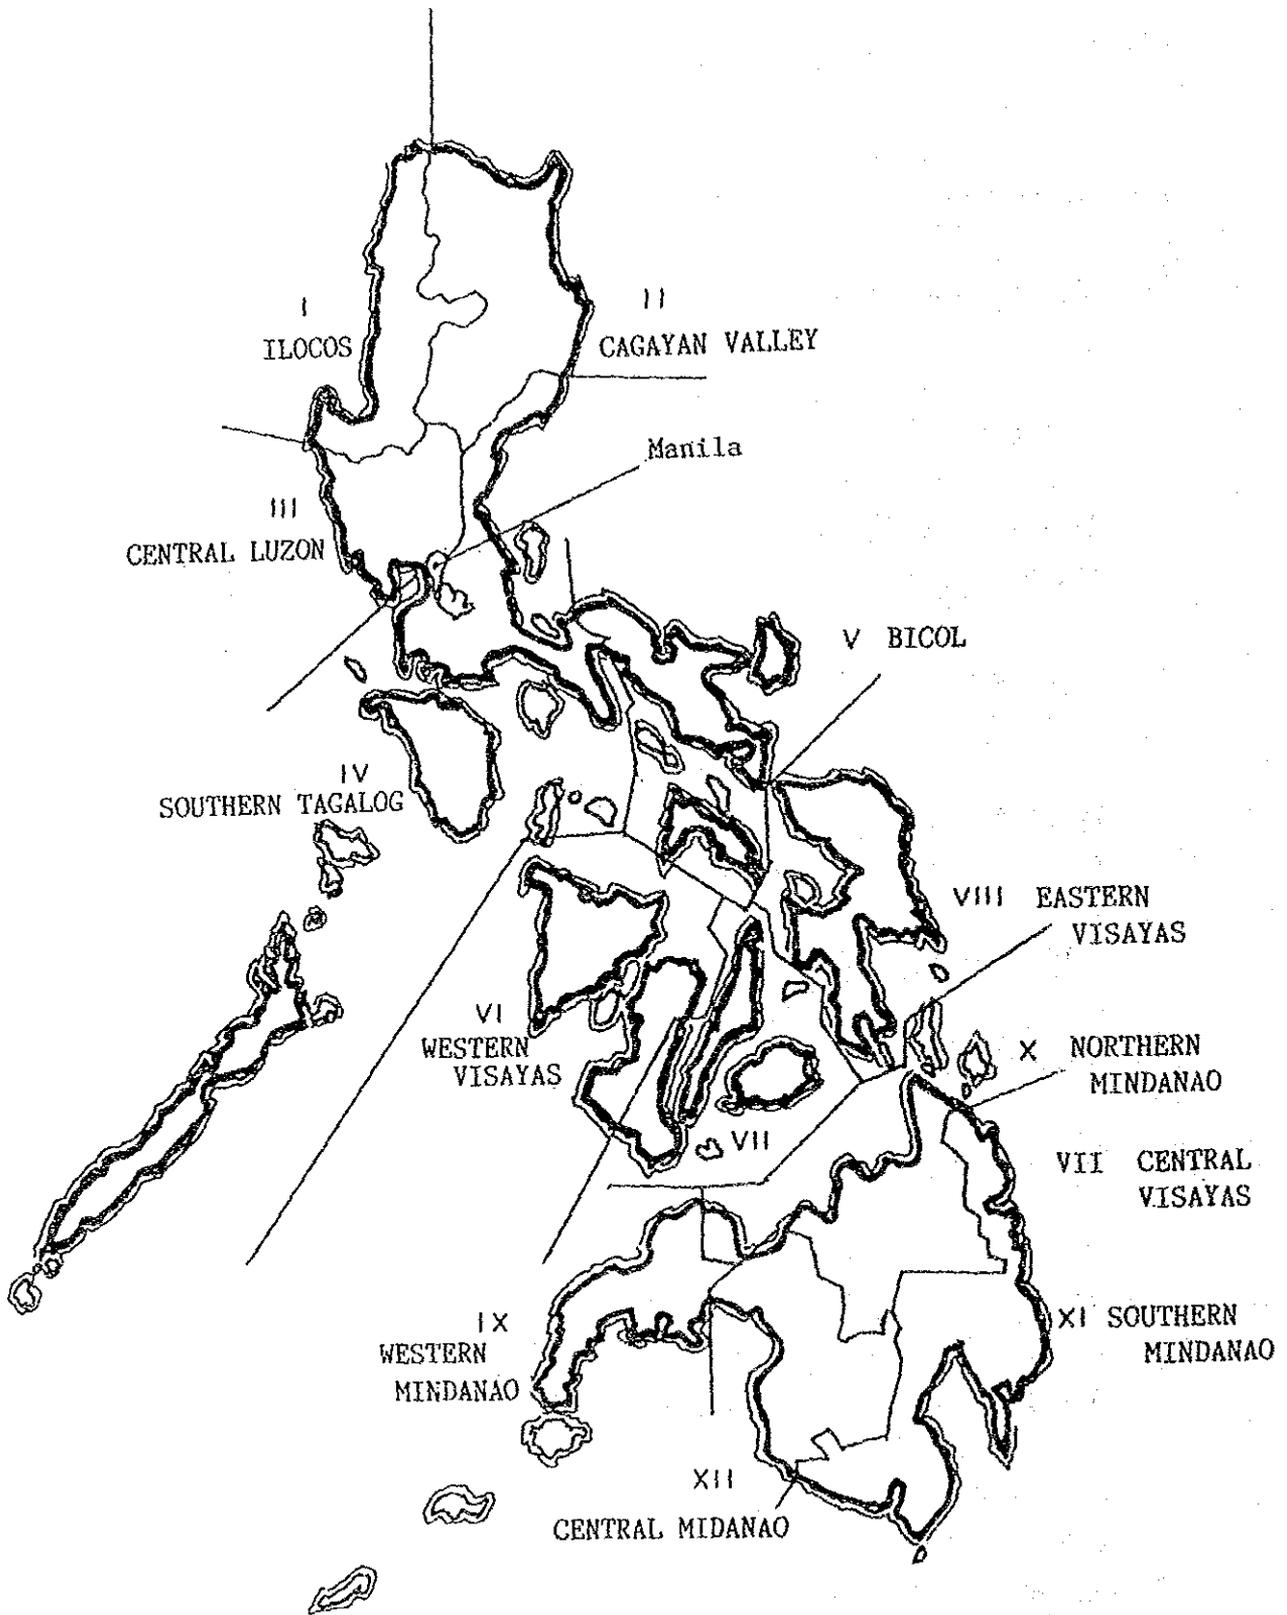 I
ILOCOS
II
CAGAYAN VALLEY
Manila
III
CENTRAL LUZON
V BICOL
IV
SOUTHERN TAGALOG
VIII EASTERN
VISAYAS
VI
WESTERN
VISAYAS
X NORTHERN
MINDANAO
VII
VII CENTRAL
VISAYAS
IX
WESTERN
MINDANAO
XI SOUTHERN
MINDANAO
XII
CENTRAL MIDANAO